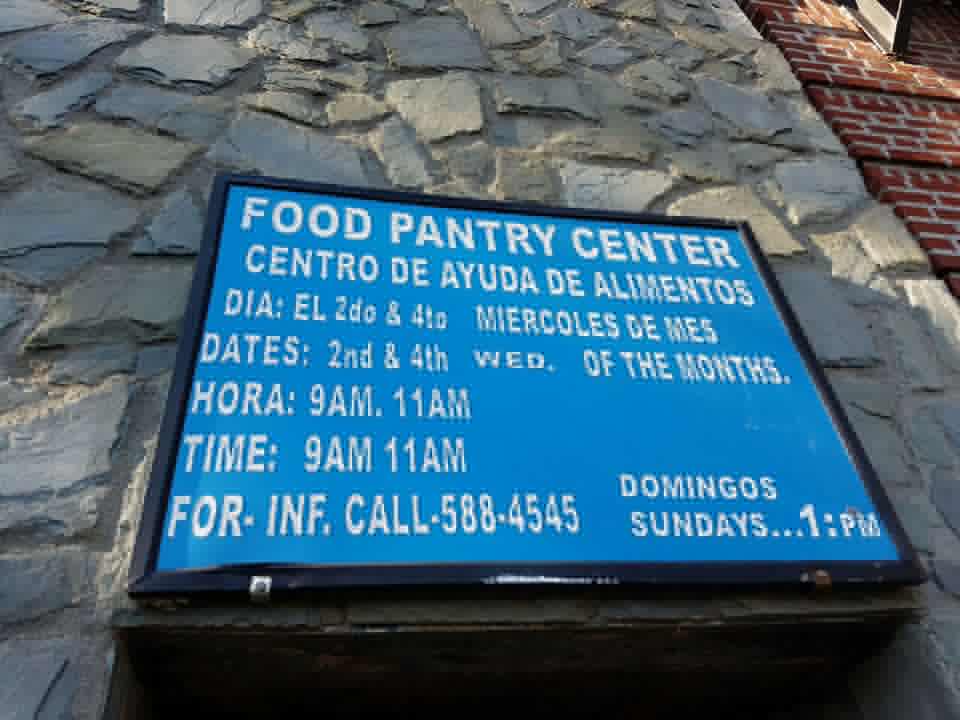 FOOD PANTRY CENTER
CENTRO DE AYUDA DE ALIMENTOS
DIA: EL 2do & 4to MIERCOLES DE MES
DATES: 2nd & 4th WED. OF THE MONTHS.
HORA: 9AM. 11AM
TIME: 9AM 11AM
FOR- INF. CALL-588-4545
DOMINGOS
SUNDAYS...1:PM